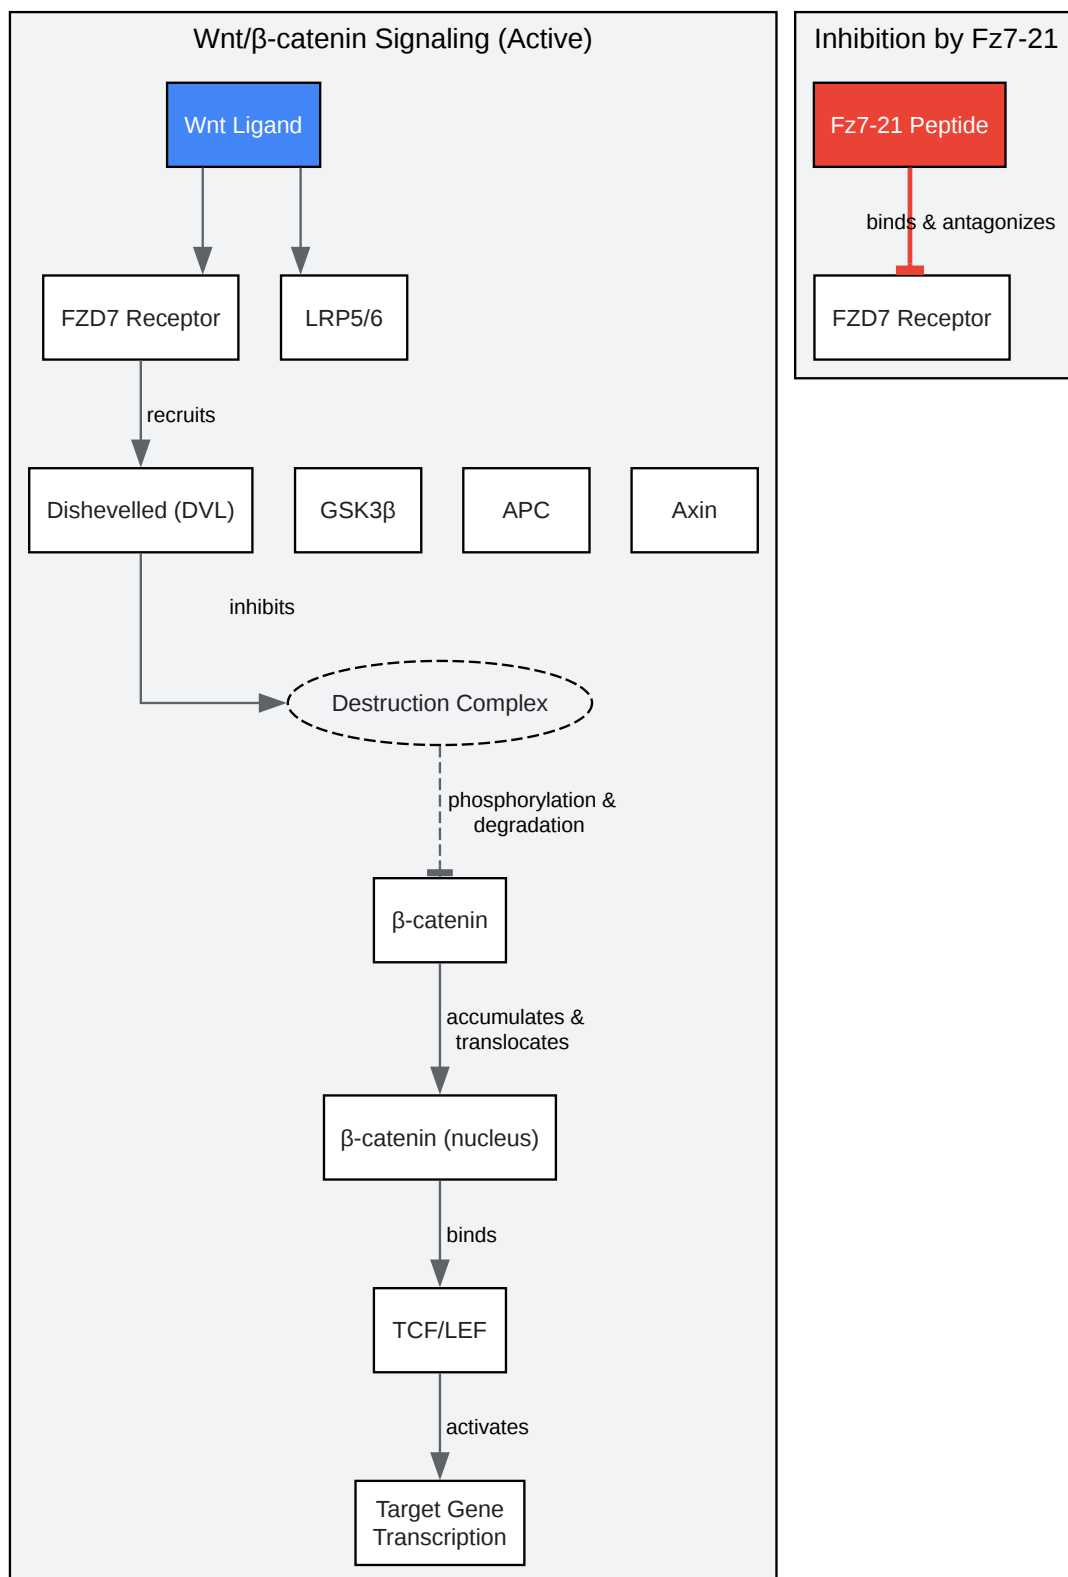 Wnt/β-catenin Signaling (Active)
Wnt Ligand
FZD7 Receptor
LRP5/6
recruits
Dishevelled (DVL)
GSK3β
APC
Axin
inhibits
Destruction Complex
phosphorylation &
degradation
β-catenin
accumulates &
translocates
β-catenin (nucleus)
binds
TCF/LEF
activates
Target Gene
Transcription
Inhibition by Fz7-21
Fz7-21 Peptide
binds & antagonizes
FZD7 Receptor